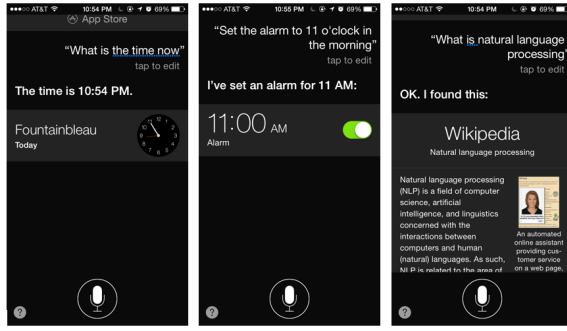 AT&T 10:54 PM 69%
App Store
“What is the time now”
tap to edit
The time is 10:54 PM.
Fountainbleau
Today
?
AT&T 10:55 PM 69%
“Set the alarm to 11 o'clock in
the morning”
tap to edit
I've set an alarm for 11 AM:
11:00 AM
Alarm
?
AT&T 10:54 PM 69%
“What is natural language
processing”
tap to edit
OK. I found this:
Wikipedia
Natural language processing
Natural language processing
(NLP) is a field of computer
science, artificial
intelligence, and linguistics
concerned with the
interactions between
computers and human
(natural) languages. As such,
NLP is related to the area of
An automated
online assistant
providing cus-
tomer service
on a web page,
?